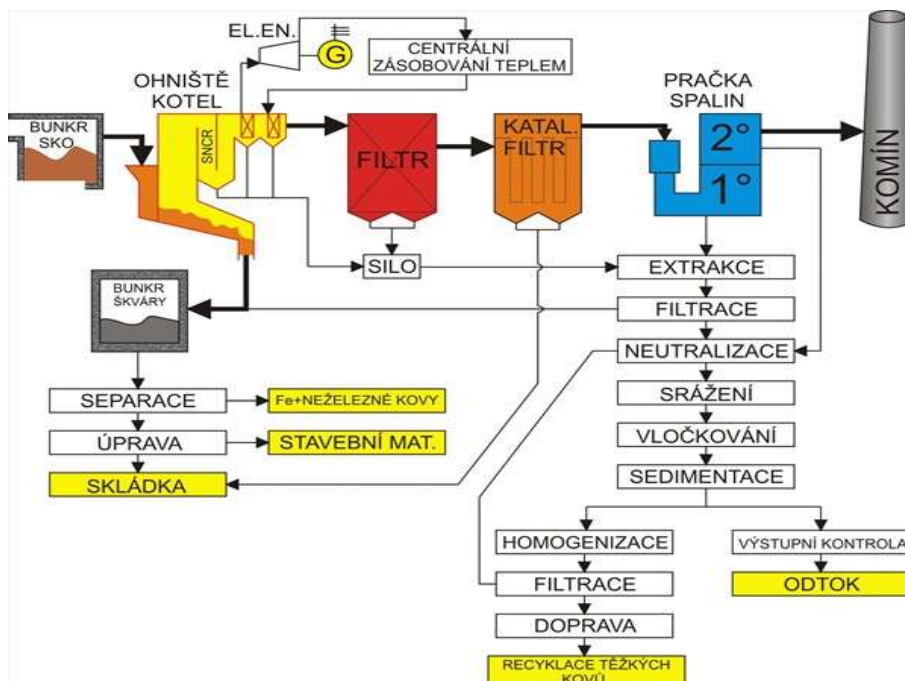 EL.EN.
G
CENTRÁLNÍ
ZÁSOBOVÁNÍ TEPLEM
OHNIŠTĚ
KOTEL
PRAČKA
SPALIN
BUNKR
SKO
SNCR
FILTR
KATAL.
FILTR
2°
1°
KOMÍN
SILO
EXTRAKCE
BUNKR
ŠKVÁRY
FILTRACE
NEUTRALIZACE
SEPARACE
Fe+NEŽELEZNÉ KOVY
SRÁŽENÍ
ÚPRAVA
STAVEBNÍ MAT.
VLOČKOVÁNÍ
SKLÁDKA
SEDIMENTACE
HOMOGENIZACE
VÝSTUPNÍ KONTROLA
FILTRACE
ODTOK
DOPRAVA
RECYKLACE TĚŽKÝCH
KOVŮ